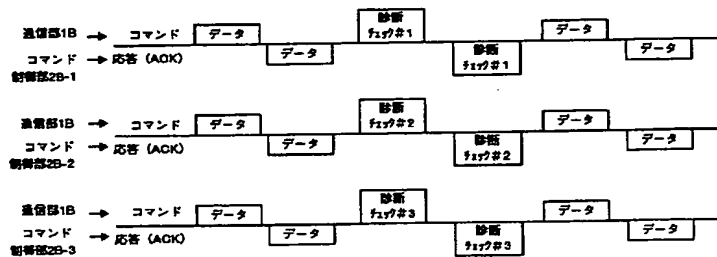 通信部1B → コマンド データ 診断チェック#1 データ
コマンド制御部2B-1 → 応答 (ACK) データ 診断チェック#1 データ
通信部1B → コマンド データ 診断チェック#2 データ
コマンド制御部2B-2 → 応答 (ACK) データ 診断チェック#2 データ
通信部1B → コマンド データ 診断チェック#3 データ
コマンド制御部2B-3 → 応答 (ACK) データ 診断チェック#3 データ